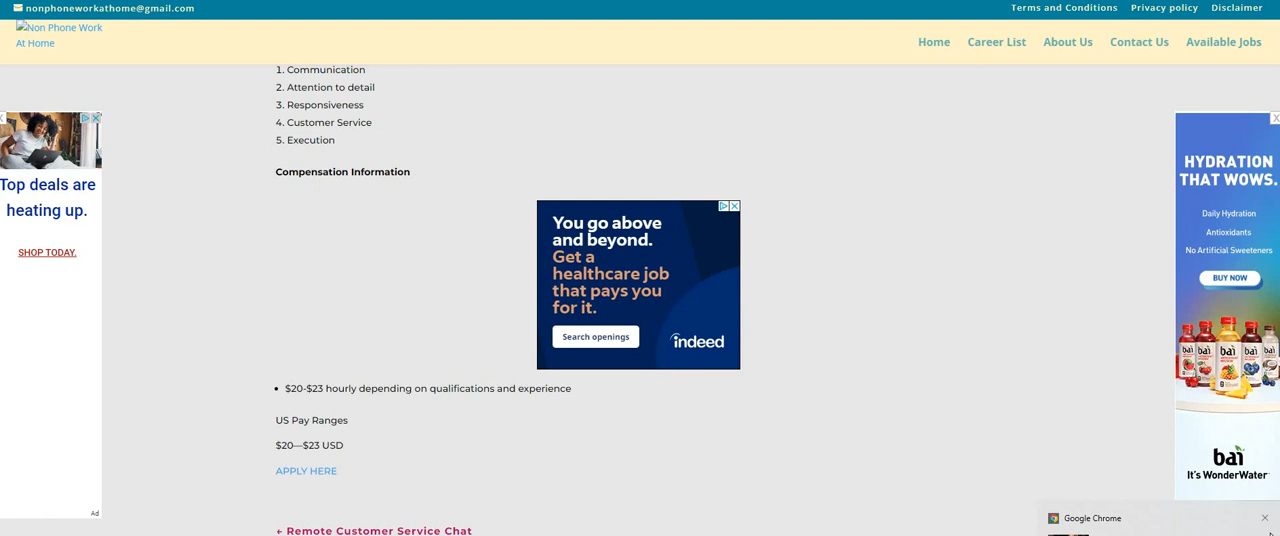 nonphoneworkathome@gmail.com
Terms and Conditions Privacy policy Disclaimer
Non Phone Work
At Home
Home Career List About Us Contact Us Available Jobs
1. Communication
2. Attention to detail
3. Responsiveness
4. Customer Service
5. Execution
Compensation Information
Top deals are
heating up.
SHOP TODAY.
Ad
You go above
and beyond.
Get a
healthcare job
that pays you
for it.
Search openings
indeed
HYDRATION
THAT WOWS.
Daily Hydration
Antioxidants
No Artificial Sweeteners
BUY NOW
bai bai bai bai bai
bai
It's WonderWater
• $20-$23 hourly depending on qualifications and experience
US Pay Ranges
$20—$23 USD
APPLY HERE
← Remote Customer Service Chat
Google Chrome